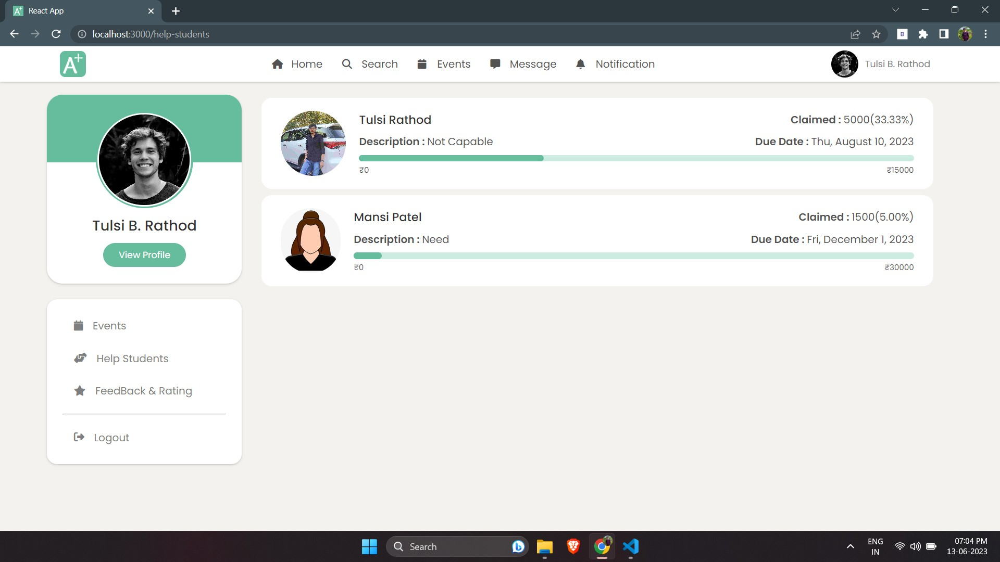 React App
localhost:3000/help-students
B
A+
Home
Search
Events
Message
Notification
Tulsi B. Rathod
Tulsi B. Rathod
View Profile
Events
Help Students
FeedBack & Rating
Logout
Tulsi Rathod
Claimed : 5000(33.33%)
Description : Not Capable
Due Date : Thu, August 10, 2023
₹0
₹15000
Mansi Patel
Claimed : 1500(5.00%)
Description : Need
Due Date : Fri, December 1, 2023
₹0
₹30000
Search
ENG
IN
07:04 PM
13-06-2023